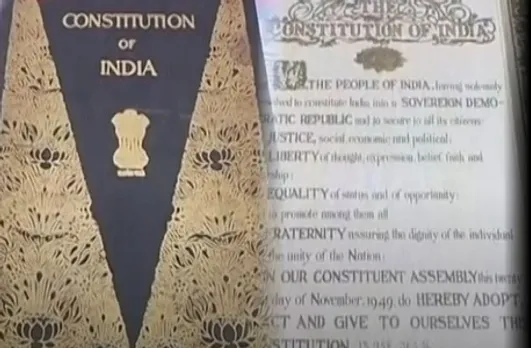 CONSTITUTION
OF
INDIA
THE
CONSTITUTION OF INDIA
THE PEOPLE OF INDIA, having solemnly
to constitute India into a SOVEREIGN DEMO-
REPUBLIC and to secure to all its citizens:
JUSTICE, social, economic and political;
LIBERTY of thought, expression, belief, faith and
EQUALITY of status and of opportunity;
promote among them all
FRATERNITY assuring the dignity of the individual
the unity of the Nation;
OUR CONSTITUENT ASSEMBLY this
day of November, 1949, do HEREBY ADOPT
AND GIVE TO OURSELVES